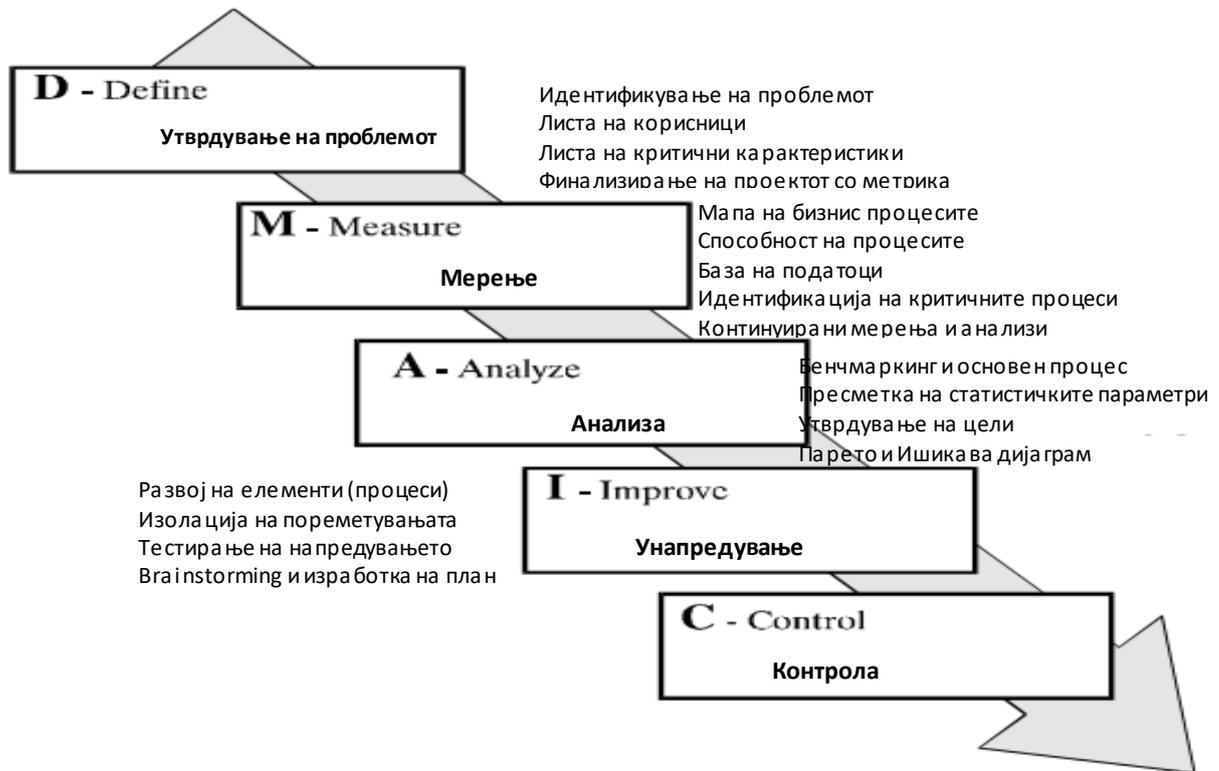 D - Define
Утврдување на проблемот
Идентификување на проблемот
Листа на корисници
Листа на критични карактеристики
Финализирање на проектот со метрика
M - Measure
Мерење
Мапа на бизнис процесите
Способност на процесите
База на податоци
Идентификација на критичните процеси
Континуирани мерења и анализи
A - Analyze
Анализа
Бенчмаркинг и основен процес
Пресметка на статистичките параметри
Утврдување на цели
Парето и Ишикава дијаграм
I - Improve
Унапредување
Развој на елементи (процеси)
Изолација на пореметувањата
Тестирање на напредувањето
Brainstorming и изработка на план
C - Control
Контрола